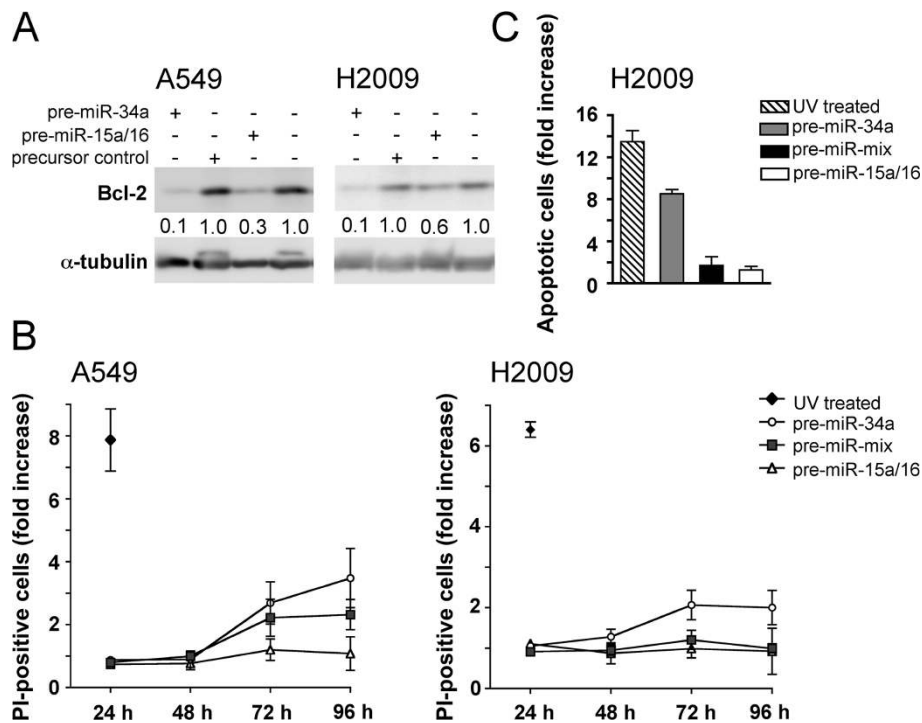 A
A549
H2009
pre-miR-34a + - - - + - - -
pre-miR-15a/16 - - + - - - + -
precursor control - + - - - + - -
Bcl-2
0.1 1.0 0.3 1.0 0.1 1.0 0.6 1.0
α-tubulin
C
H2009
Apoptotic cells (fold increase)
16
12
8
4
0
UV treated
pre-miR-34a
pre-miR-mix
pre-miR-15a/16
B
A549
PI-positive cells (fold increase)
8
6
4
2
0
24 h 48 h 72 h 96 h
H2009
PI-positive cells (fold increase)
6
4
2
0
24 h 48 h 72 h 96 h
UV treated
pre-miR-34a
pre-miR-mix
pre-miR-15a/16